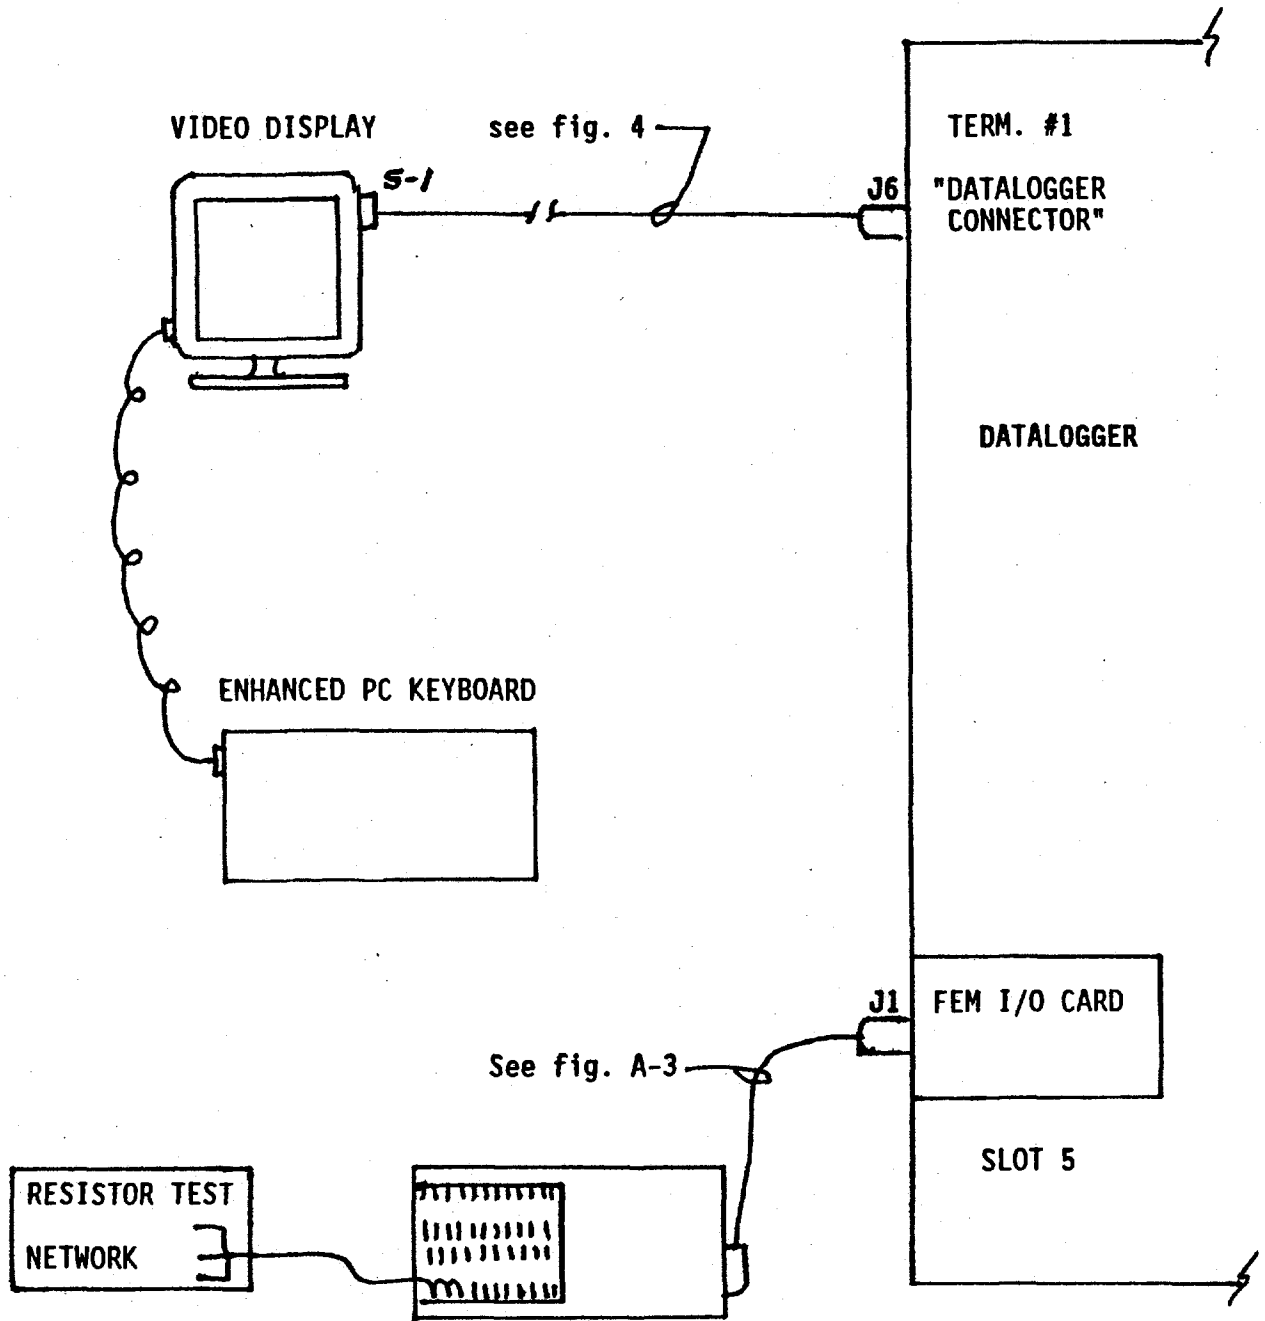 VIDEO DISPLAY
see fig. 4
TERM. #1
S-1
J6
"DATALOGGER
CONNECTOR"
DATALOGGER
ENHANCED PC KEYBOARD
J1
FEM I/O CARD
See fig. A-3
SLOT 5
RESISTOR TEST
NETWORK